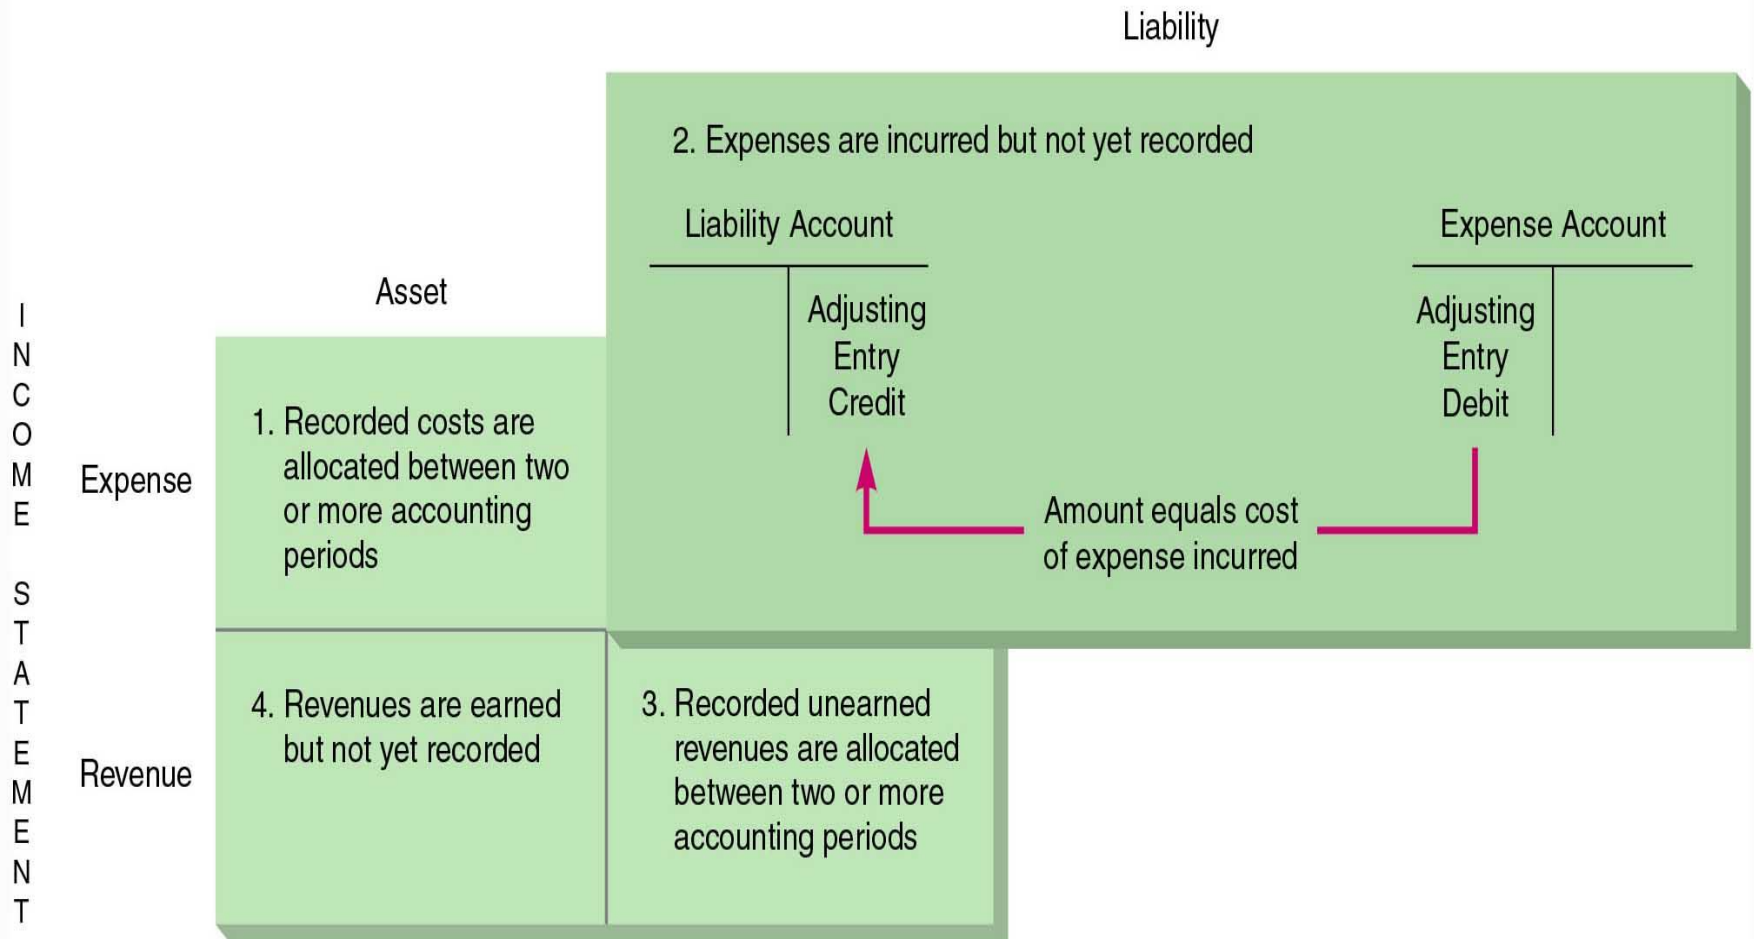 Liability
2. Expenses are incurred but not yet recorded
Liability Account
Expense Account
Adjusting
Entry
Credit
Adjusting
Entry
Debit
Amount equals cost
of expense incurred
Asset
INCOME STATEMENT
Expense
1. Recorded costs are
allocated between two
or more accounting
periods
Revenue
4. Revenues are earned
but not yet recorded
3. Recorded unearned
revenues are allocated
between two or more
accounting periods